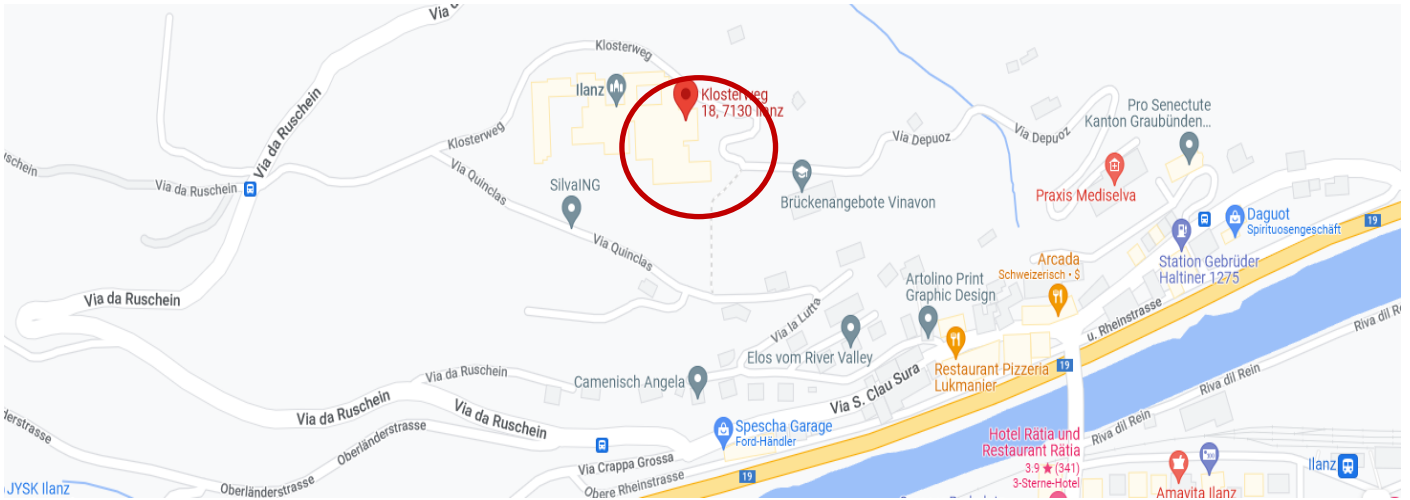 Via da Ruschein
Klosterweg
Ilanz
Klosterweg
18, 7130 Ilanz
Pro Senectute
Kanton Graubünden...
Via da Ruschein
Klosterweg
Via Depuoz
Via Depuoz
Via da Ruschein
Via Quinclas
SilvaING
Brückenangebote Vinavon
Praxis Mediselva
Daguot
Spirituosengeschäft
19
Via Quinclas
Station Gebrüder
Haltiner 1275
Arcada
Schweizerisch • $
Artolino Print
Graphic Design
Via da Ruschein
Via la Lutta
u. Rheinstrasse
Elos vom River Valley
Restaurant Pizzeria
Lukmanier
19
Riva dil Rein
Via da Ruschein
Camenisch Angela
Via S. Clau Sura
Via da Ruschein
Via da Ruschein
Spescha Garage
Ford-Händler
Oberländerstrasse
Via Crappa Grossa
Hotel Rätia und
Restaurant Rätia
3.9 ★ (341)
3-Sterne-Hotel
Riva dil Rein
Ilanz
19
Obere Rheinstrasse
Oberländerstrasse
JYSK Ilanz
Amavita Ilanz